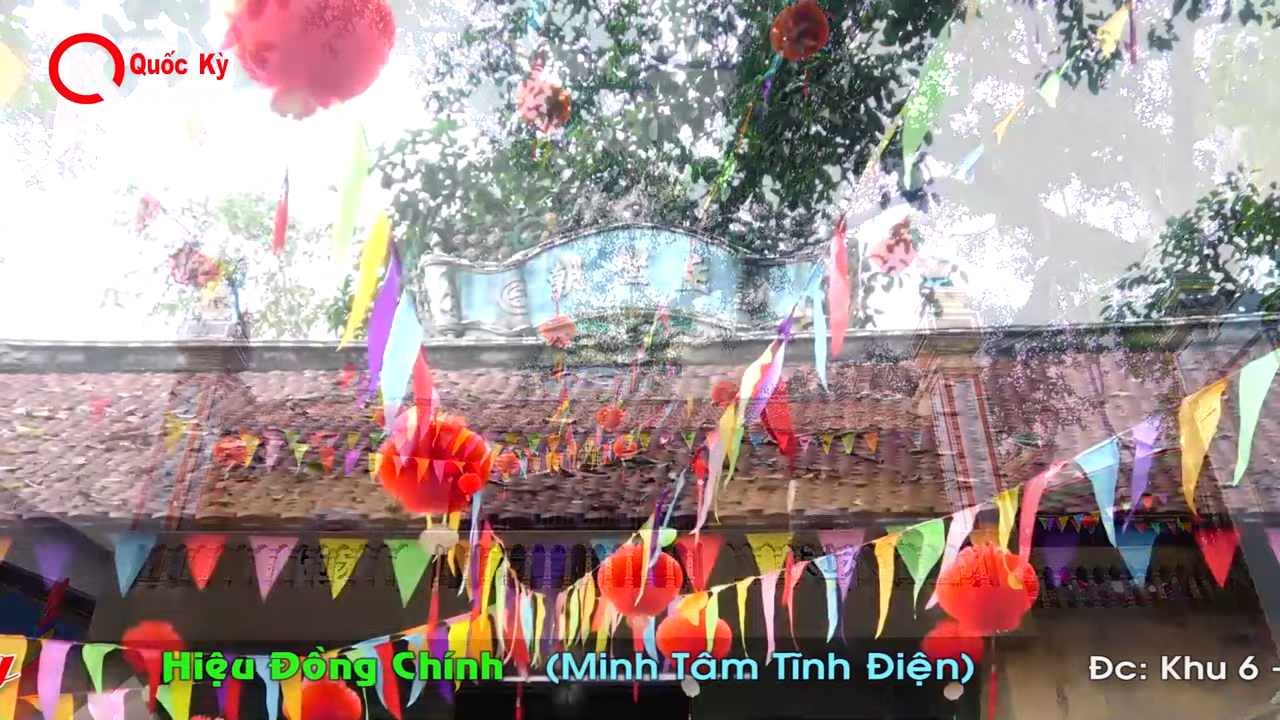 Quốc Kỳ
Hiệu Đồng Chính (Minh Tâm Tĩnh Điện) Đc: Khu 6 -